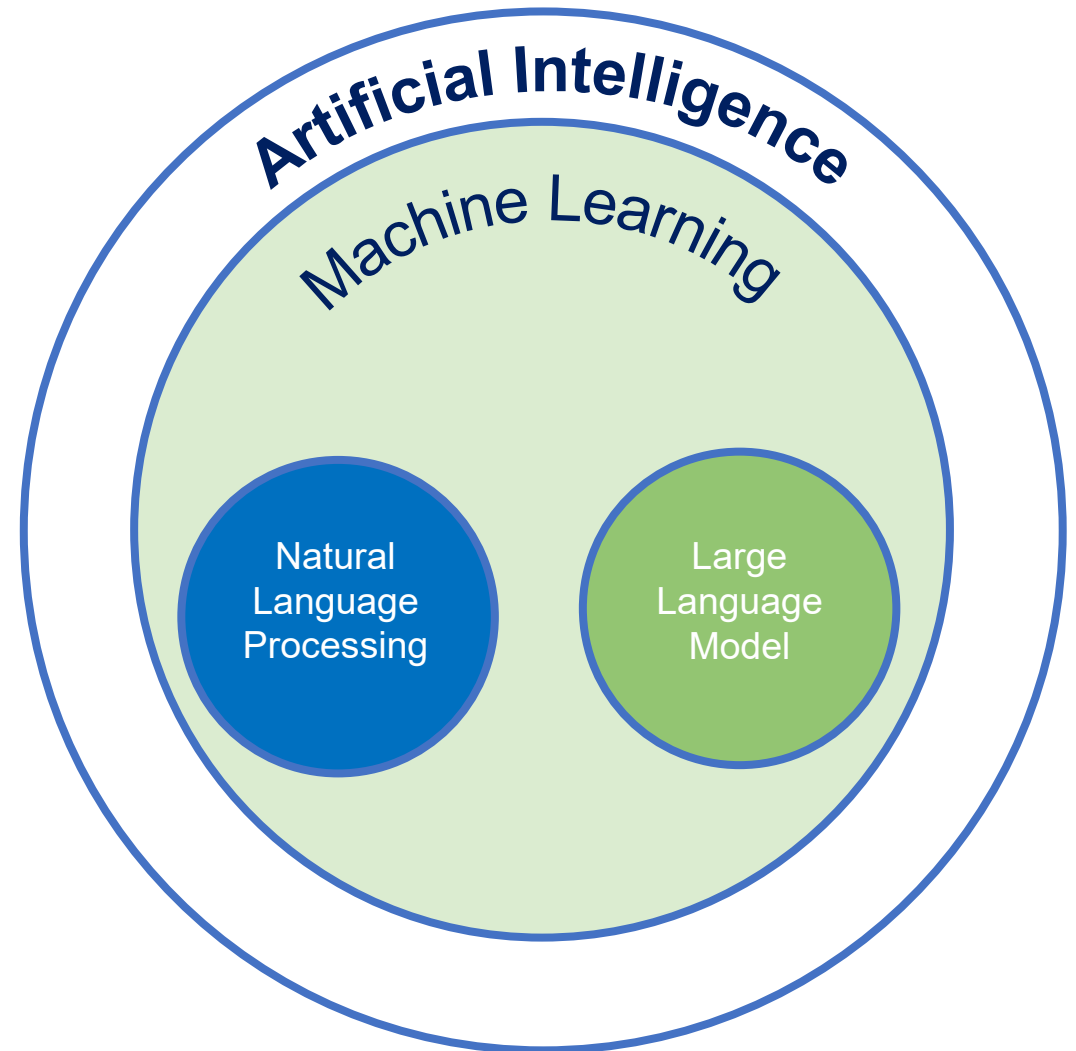 Artificial Intelligence
Machine Learning
Natural
Language
Processing
Large
Language
Model